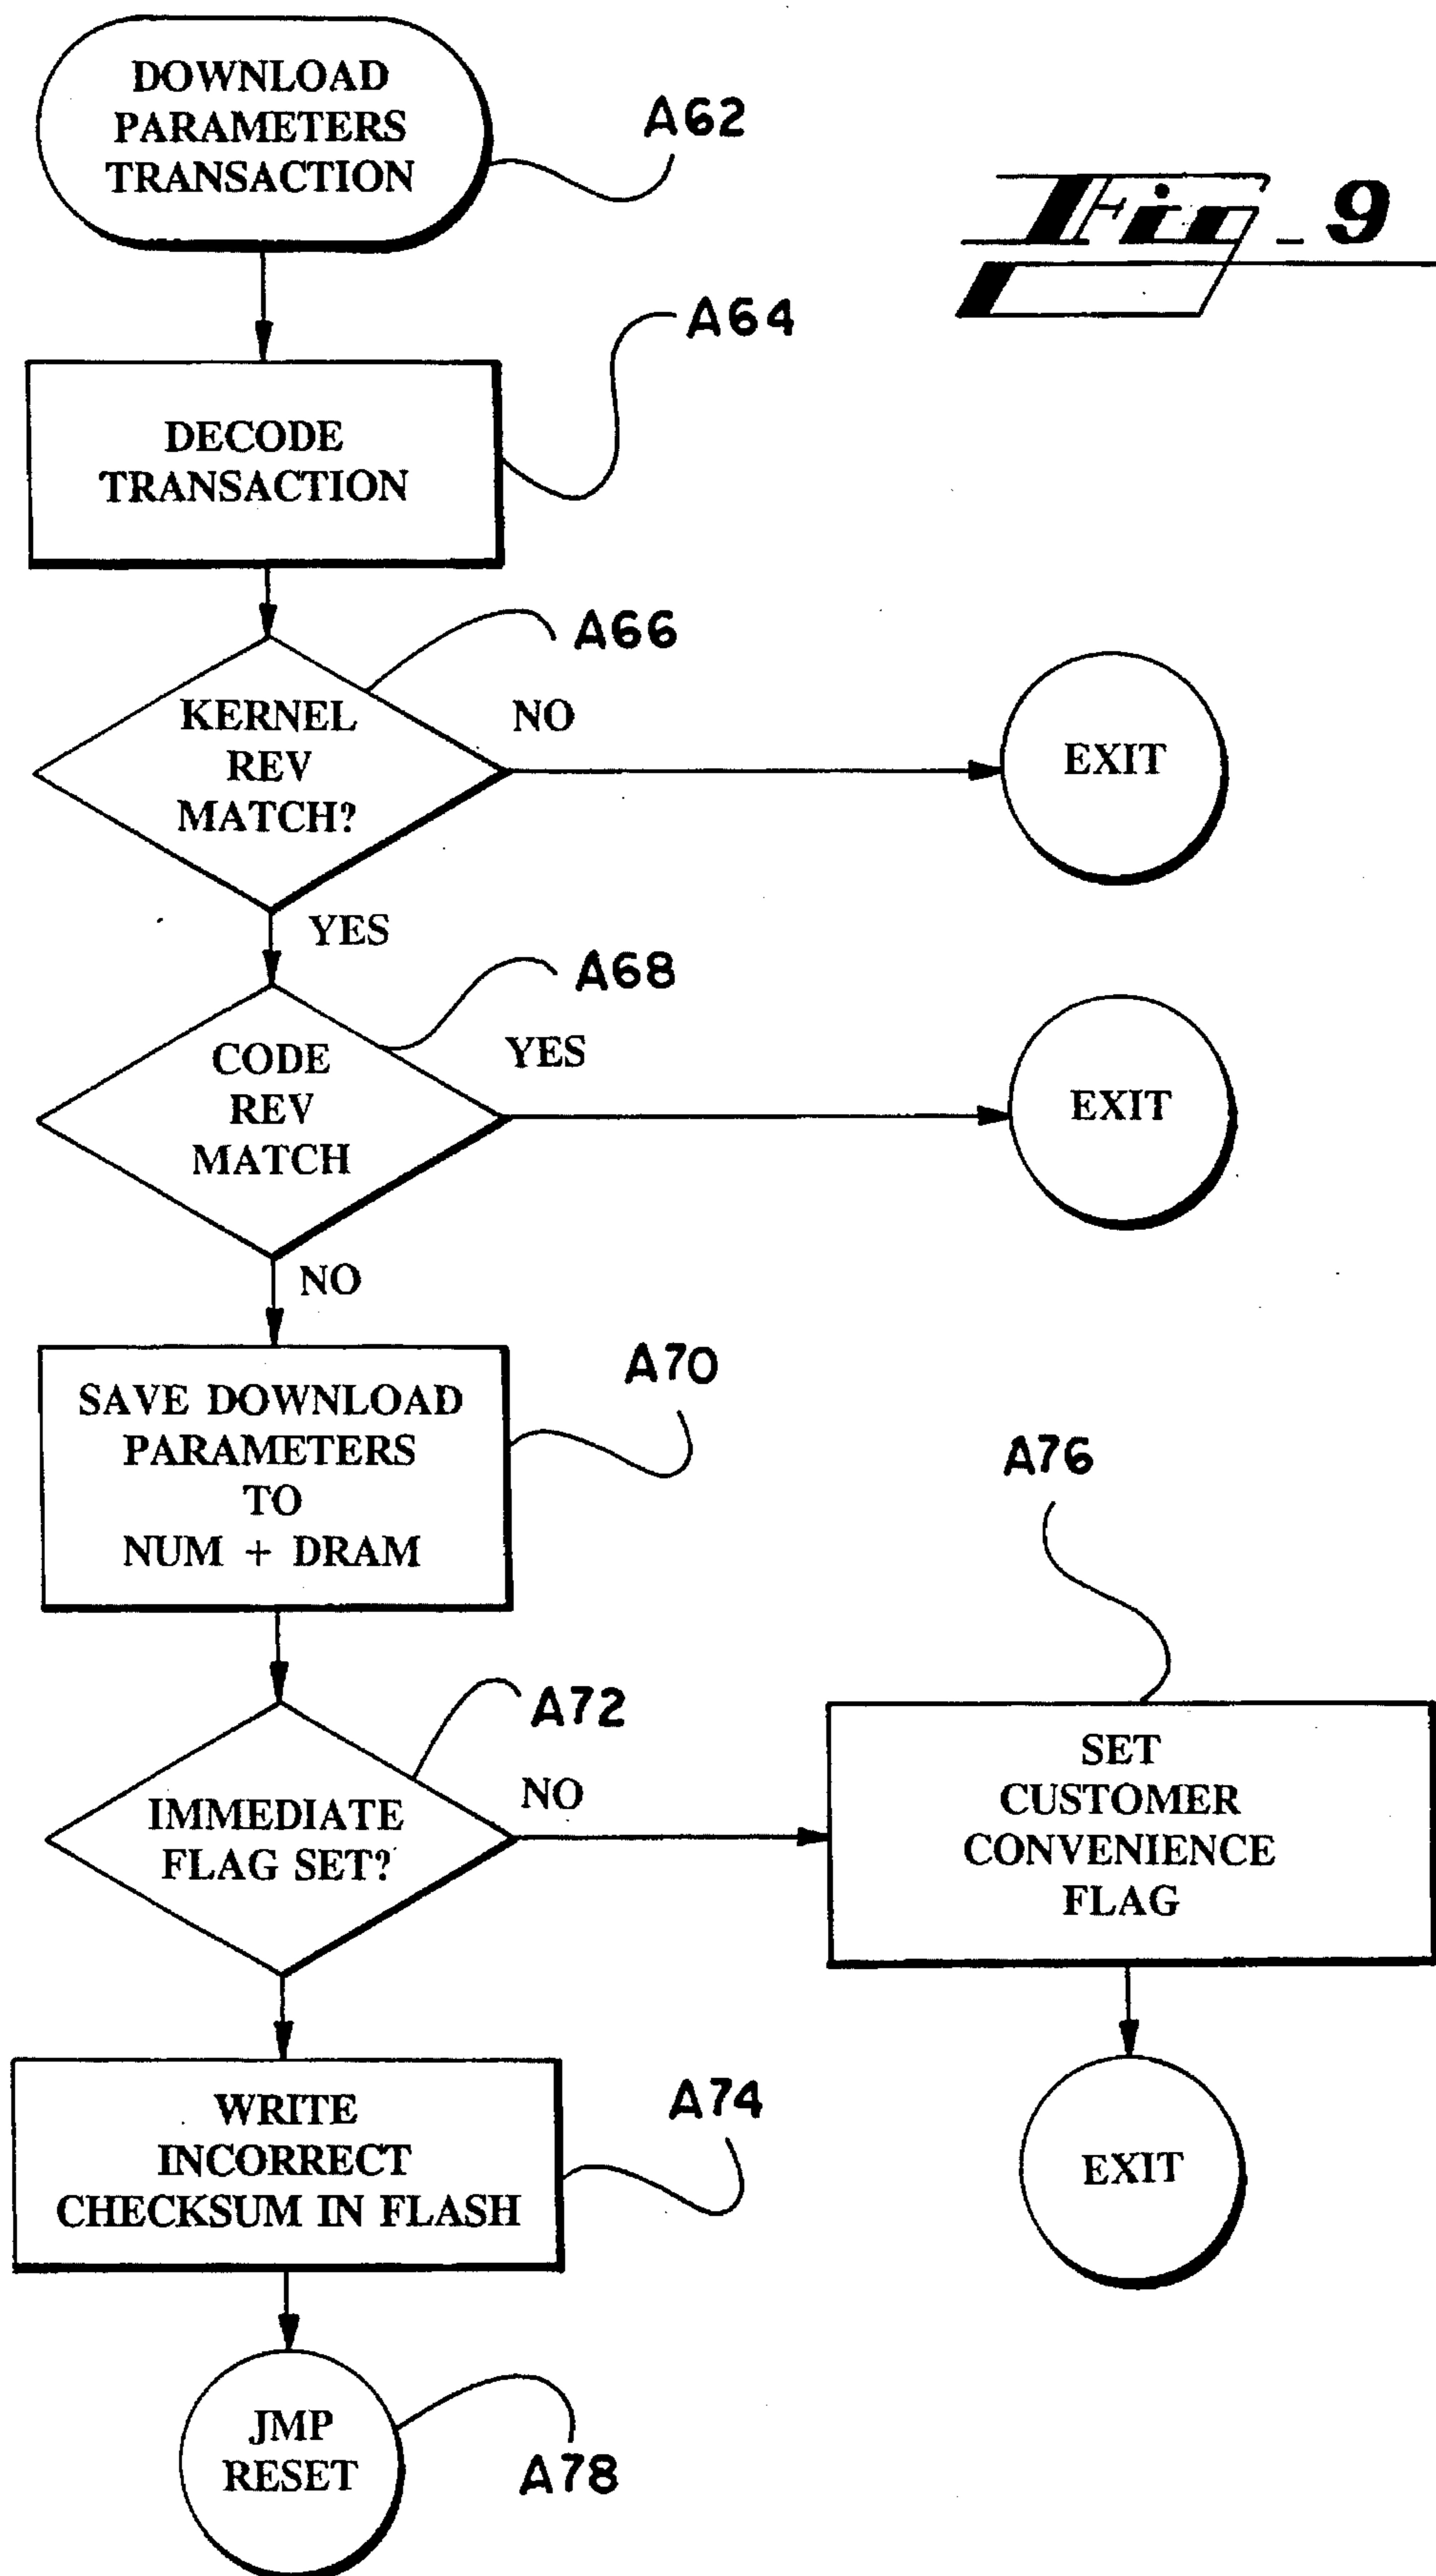 DOWNLOAD
PARAMETERS
TRANSACTION
A62
Fig_9
A64
DECODE
TRANSACTION
A66
KERNEL
REV
MATCH?
NO
EXIT
YES
A68
CODE
REV
MATCH
YES
EXIT
NO
SAVE DOWNLOAD
PARAMETERS
TO
NUM + DRAM
A70
A76
A72
IMMEDIATE
FLAG SET?
NO
SET
CUSTOMER
CONVENIENCE
FLAG
WRITE
INCORRECT
CHECKSUM IN FLASH
A74
EXIT
JMP
RESET
A78